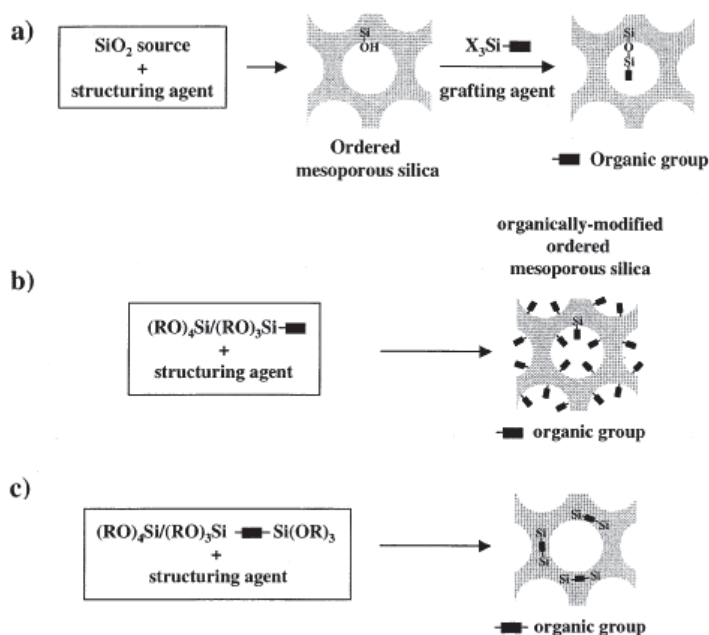 a)
SiO₂ source
+
structuring agent
Si
OH
Ordered
mesoporous silica
X₃Si
grafting agent
Si
O
Si
Organic group
b)
(RO)₄Si/(RO)₃Si
+
structuring agent
organically-modified
ordered
mesoporous silica
Si
organic group
c)
(RO)₄Si/(RO)₃Si Si(OR)₃
+
structuring agent
Si Si
Si
Si
Si Si
organic group